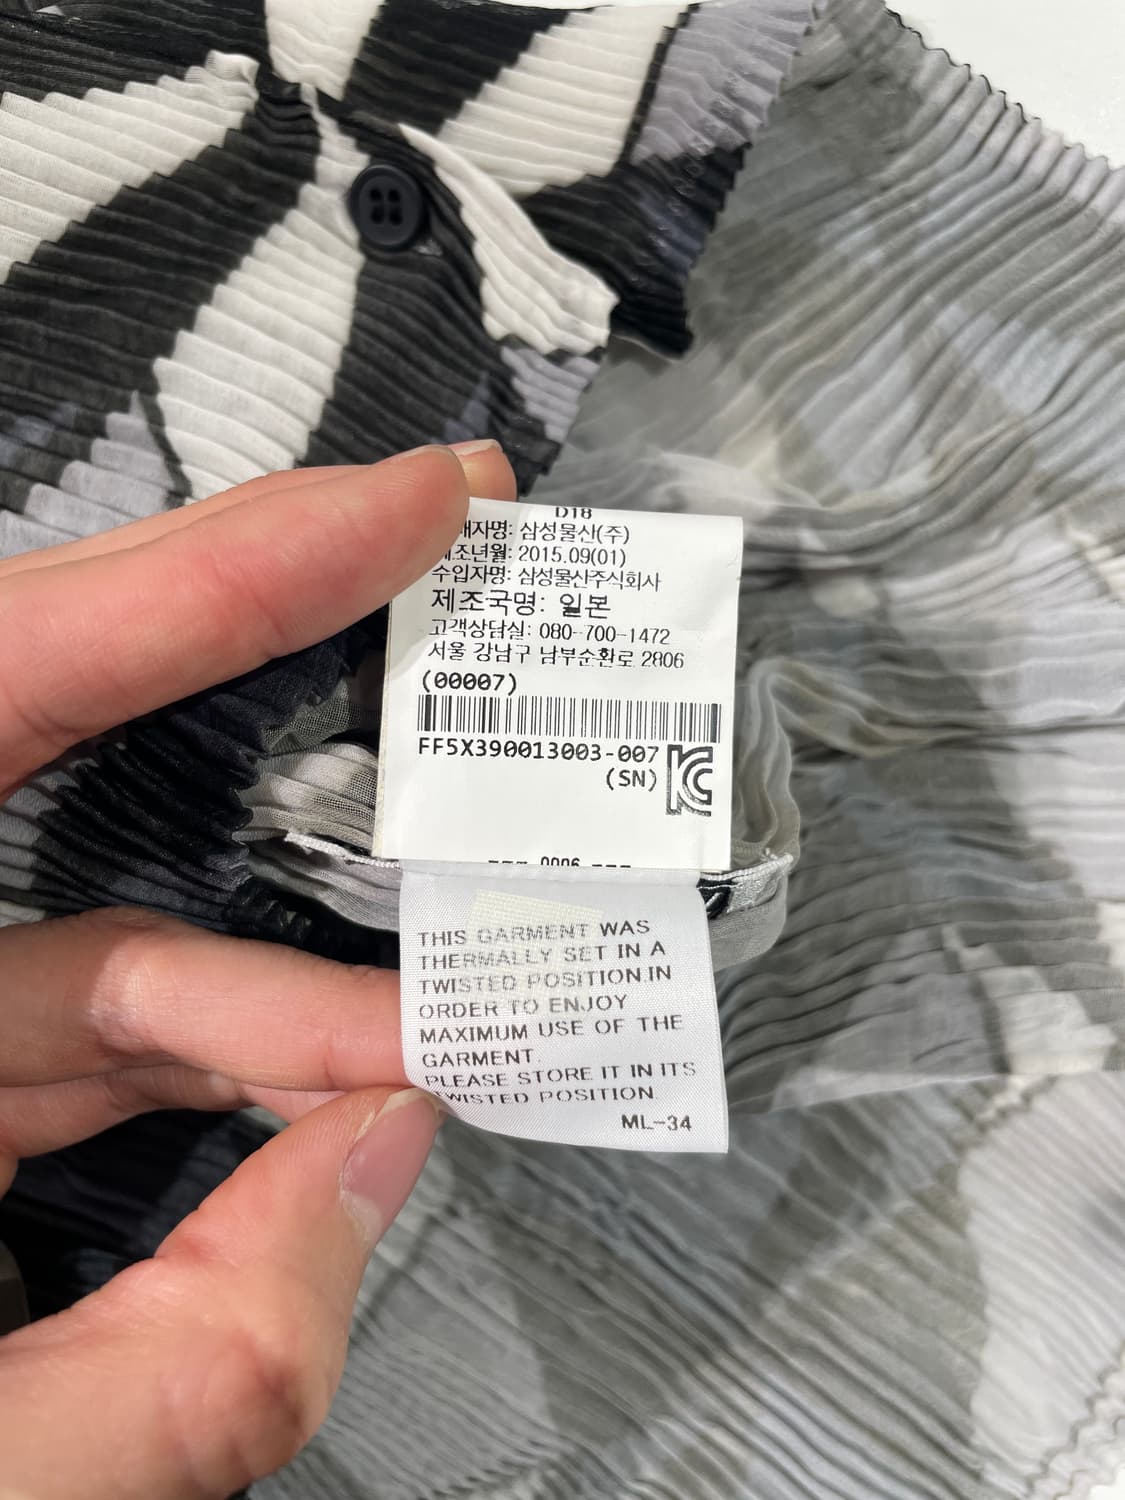 D18
자명: 삼성물산(주)
조년월: 2015.09(01)
수입자명: 삼성물산주식회사
제조국명: 일본
고객상담실: 080-700-1472
서울 강남구 남부순환로 2806
(00007)
FF5X390013003-007
(SN)
0006
THIS GARMENT WAS
THERMALLY SET IN A
TWISTED POSITION.IN
ORDER TO ENJOY
MAXIMUM USE OF THE
GARMENT.
PLEASE STORE IT IN ITS
TWISTED POSITION.
ML-34